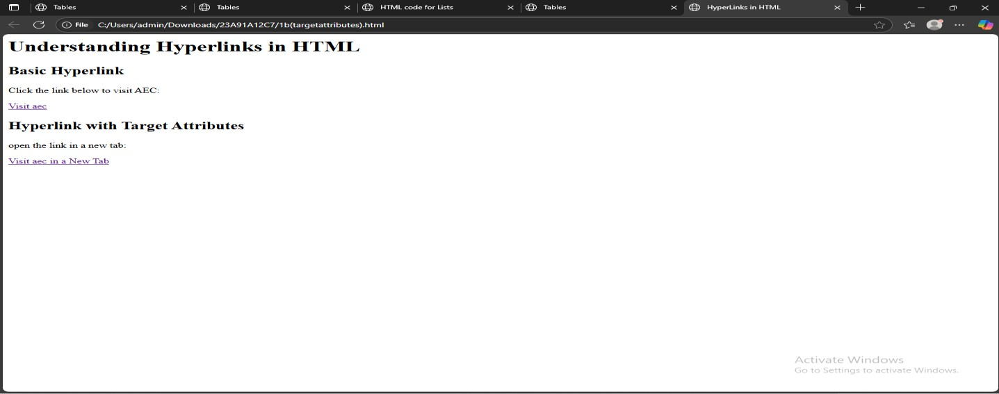 Tables
Tables
HTML code for Lists
Tables
HyperLinks in HTML
File C:/Users/admin/Downloads/23A91A12C7/1b(targetattributes).html
Understanding Hyperlinks in HTML
Basic Hyperlink
Click the link below to visit AEC:
Visit aec
Hyperlink with Target Attributes
open the link in a new tab:
Visit aec in a New Tab
Activate Windows
Go to Settings to activate Windows.